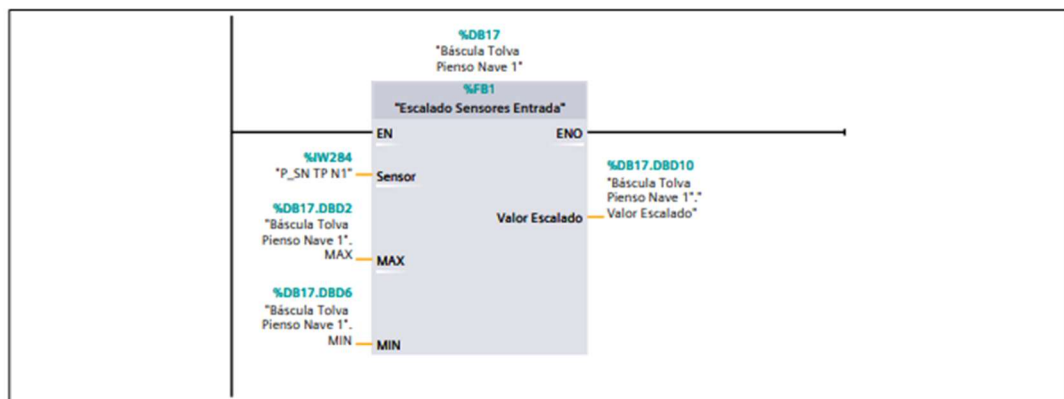 %DB17
"Báscula Tolva
Pienso Nave 1"
%FB1
"Escalado Sensores Entrada"
EN
ENO
%IW284
"P_SN TP N1"
Sensor
%DB17.DBD10
"Báscula Tolva
Pienso Nave 1"."
Valor Escalado"
Valor Escalado
%DB17.DBD2
"Báscula Tolva
Pienso Nave 1".
MAX
MAX
%DB17.DBD6
"Báscula Tolva
Pienso Nave 1".
MIN
MIN